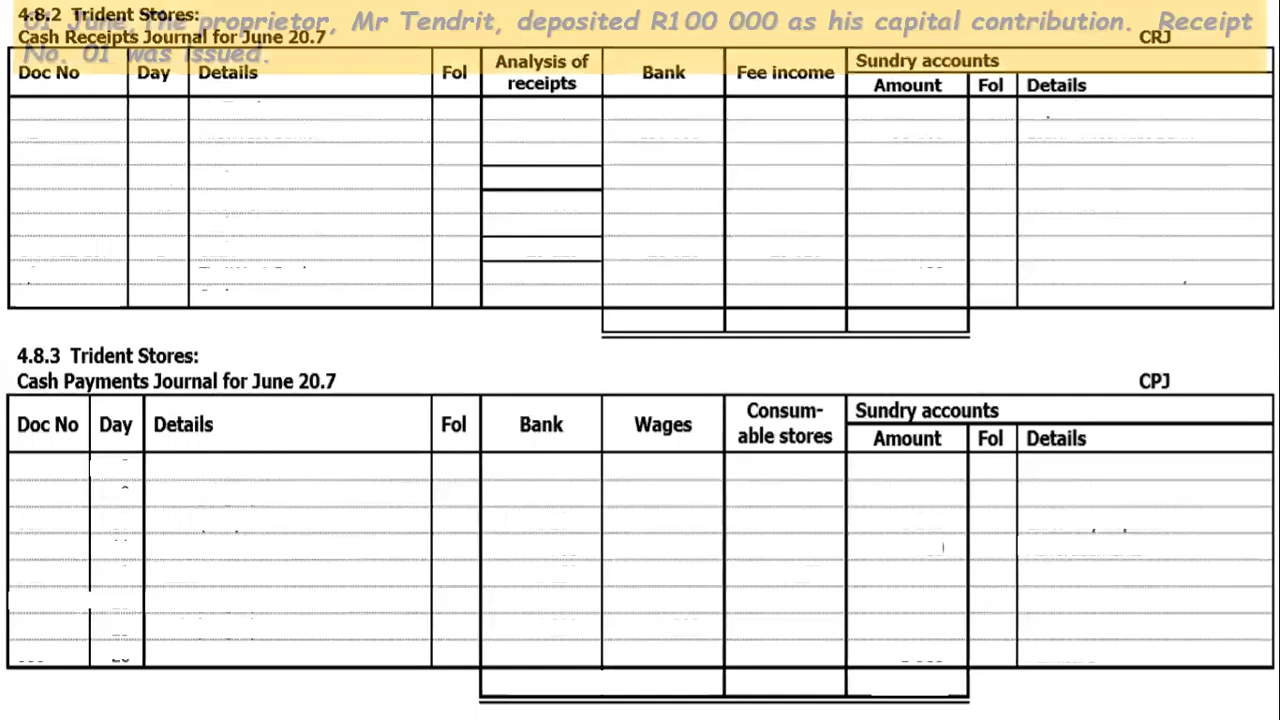 01 June, the proprietor, Mr Tendrit, deposited R100 000 as his capital contribution. Receipt
No. 01 was issued.
4.8.2 Trident Stores:
Cash Receipts Journal for June 20.7 CRJ
Doc No Day Details Fol Analysis of receipts Bank Fee income Sundry accounts
Amount Fol Details
4.8.3 Trident Stores:
Cash Payments Journal for June 20.7 CPJ
Doc No Day Details Fol Bank Wages Consum-
able stores Sundry accounts
Amount Fol Details